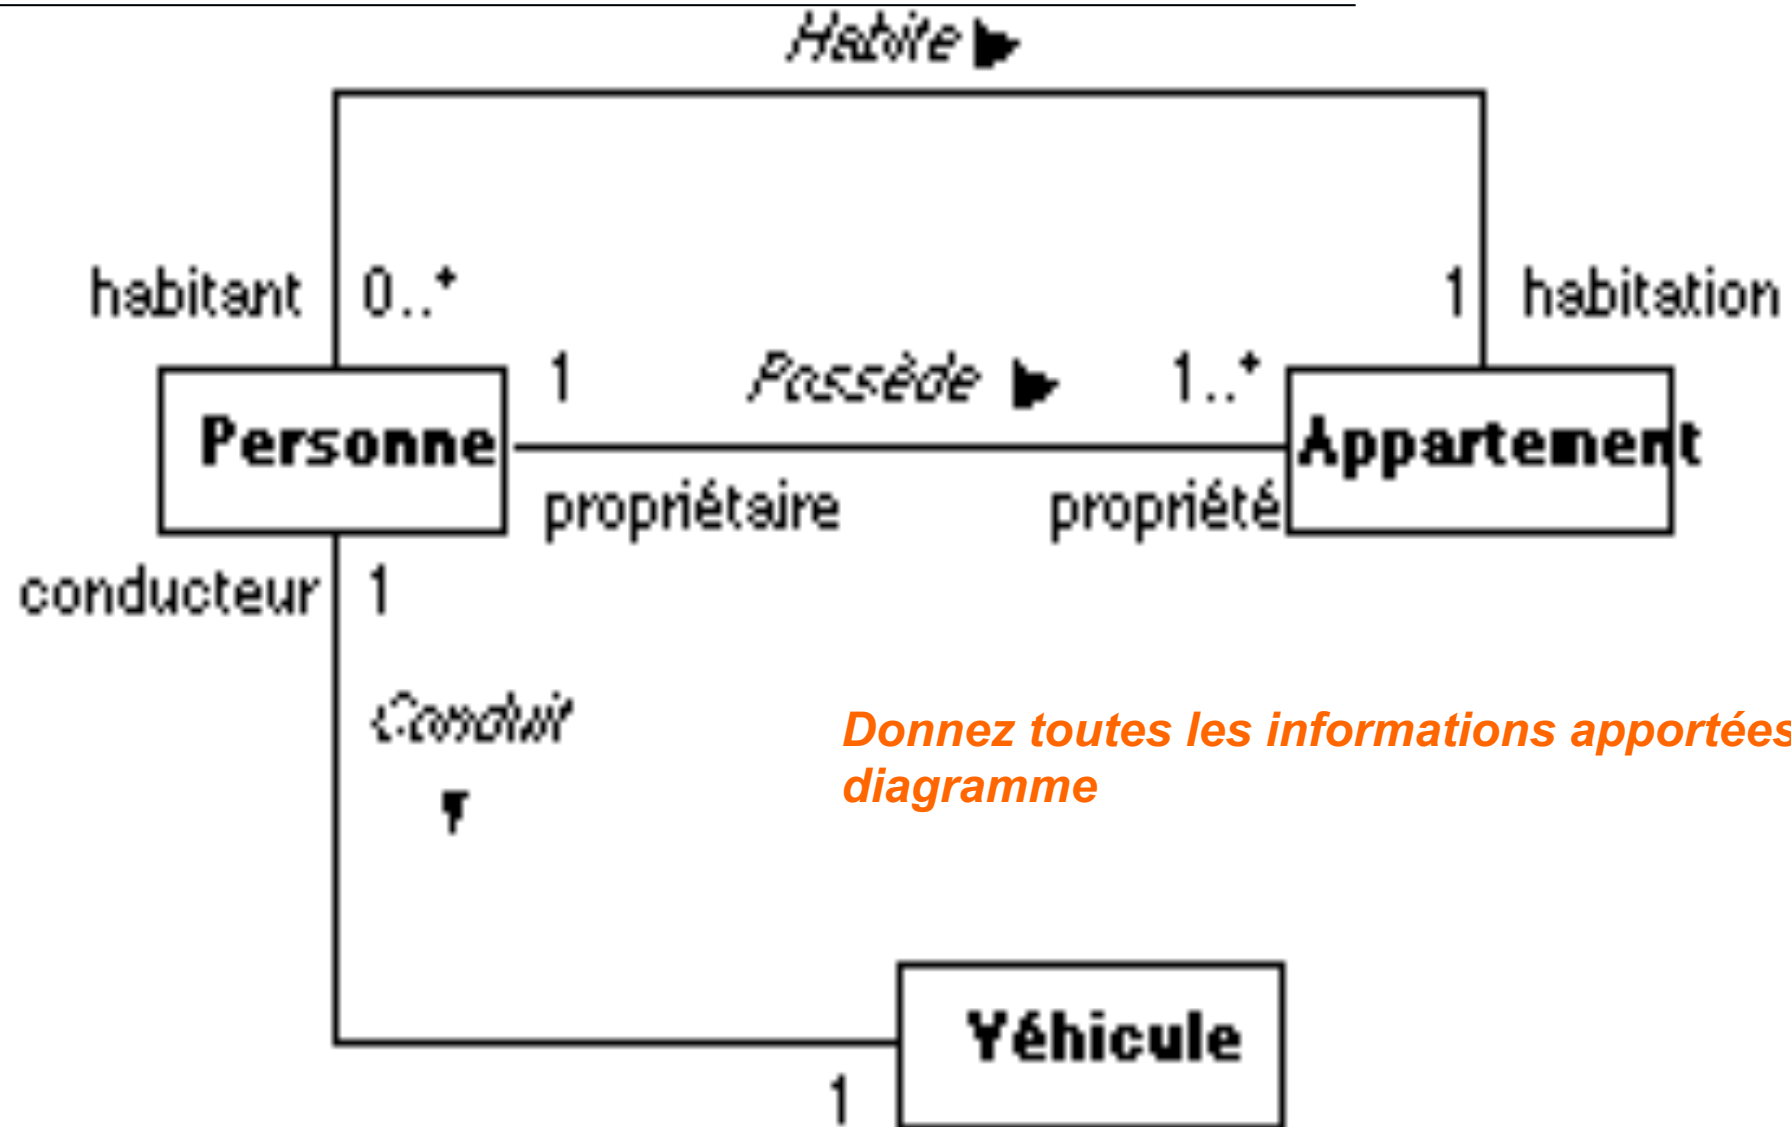 Habite
habitant 0..* 1 habitation
1 Possède 1..*
Personne Appartement
propriétaire propriété
conducteur 1
Conduit
Donnez toutes les informations apportées
diagramme
Véhicule
1